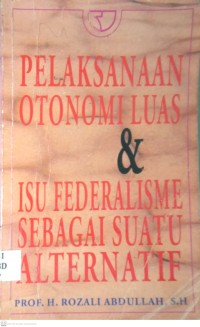 PELAKSANAAN
OTONOMI LUAS
&
ISU FEDERALISME
SEBAGAI SUATU
ALTERNATIF
PROF. H. ROZALI ABDULLAH, S.H